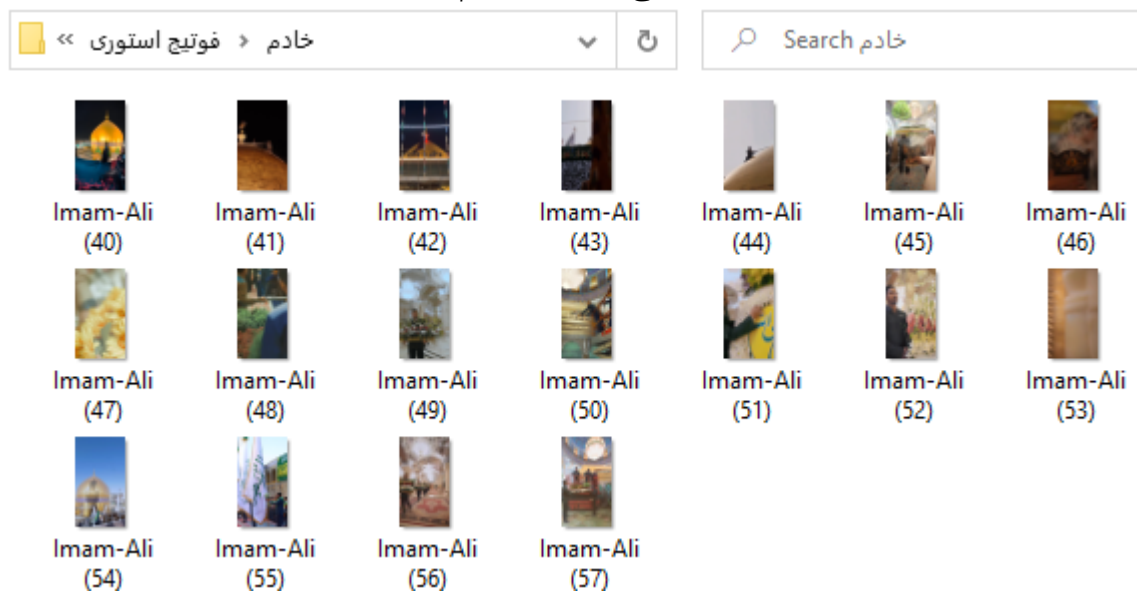 « فوتیج استوری › خادم
Search خادم
Imam-Ali (40)
Imam-Ali (41)
Imam-Ali (42)
Imam-Ali (43)
Imam-Ali (44)
Imam-Ali (45)
Imam-Ali (46)
Imam-Ali (47)
Imam-Ali (48)
Imam-Ali (49)
Imam-Ali (50)
Imam-Ali (51)
Imam-Ali (52)
Imam-Ali (53)
Imam-Ali (54)
Imam-Ali (55)
Imam-Ali (56)
Imam-Ali (57)